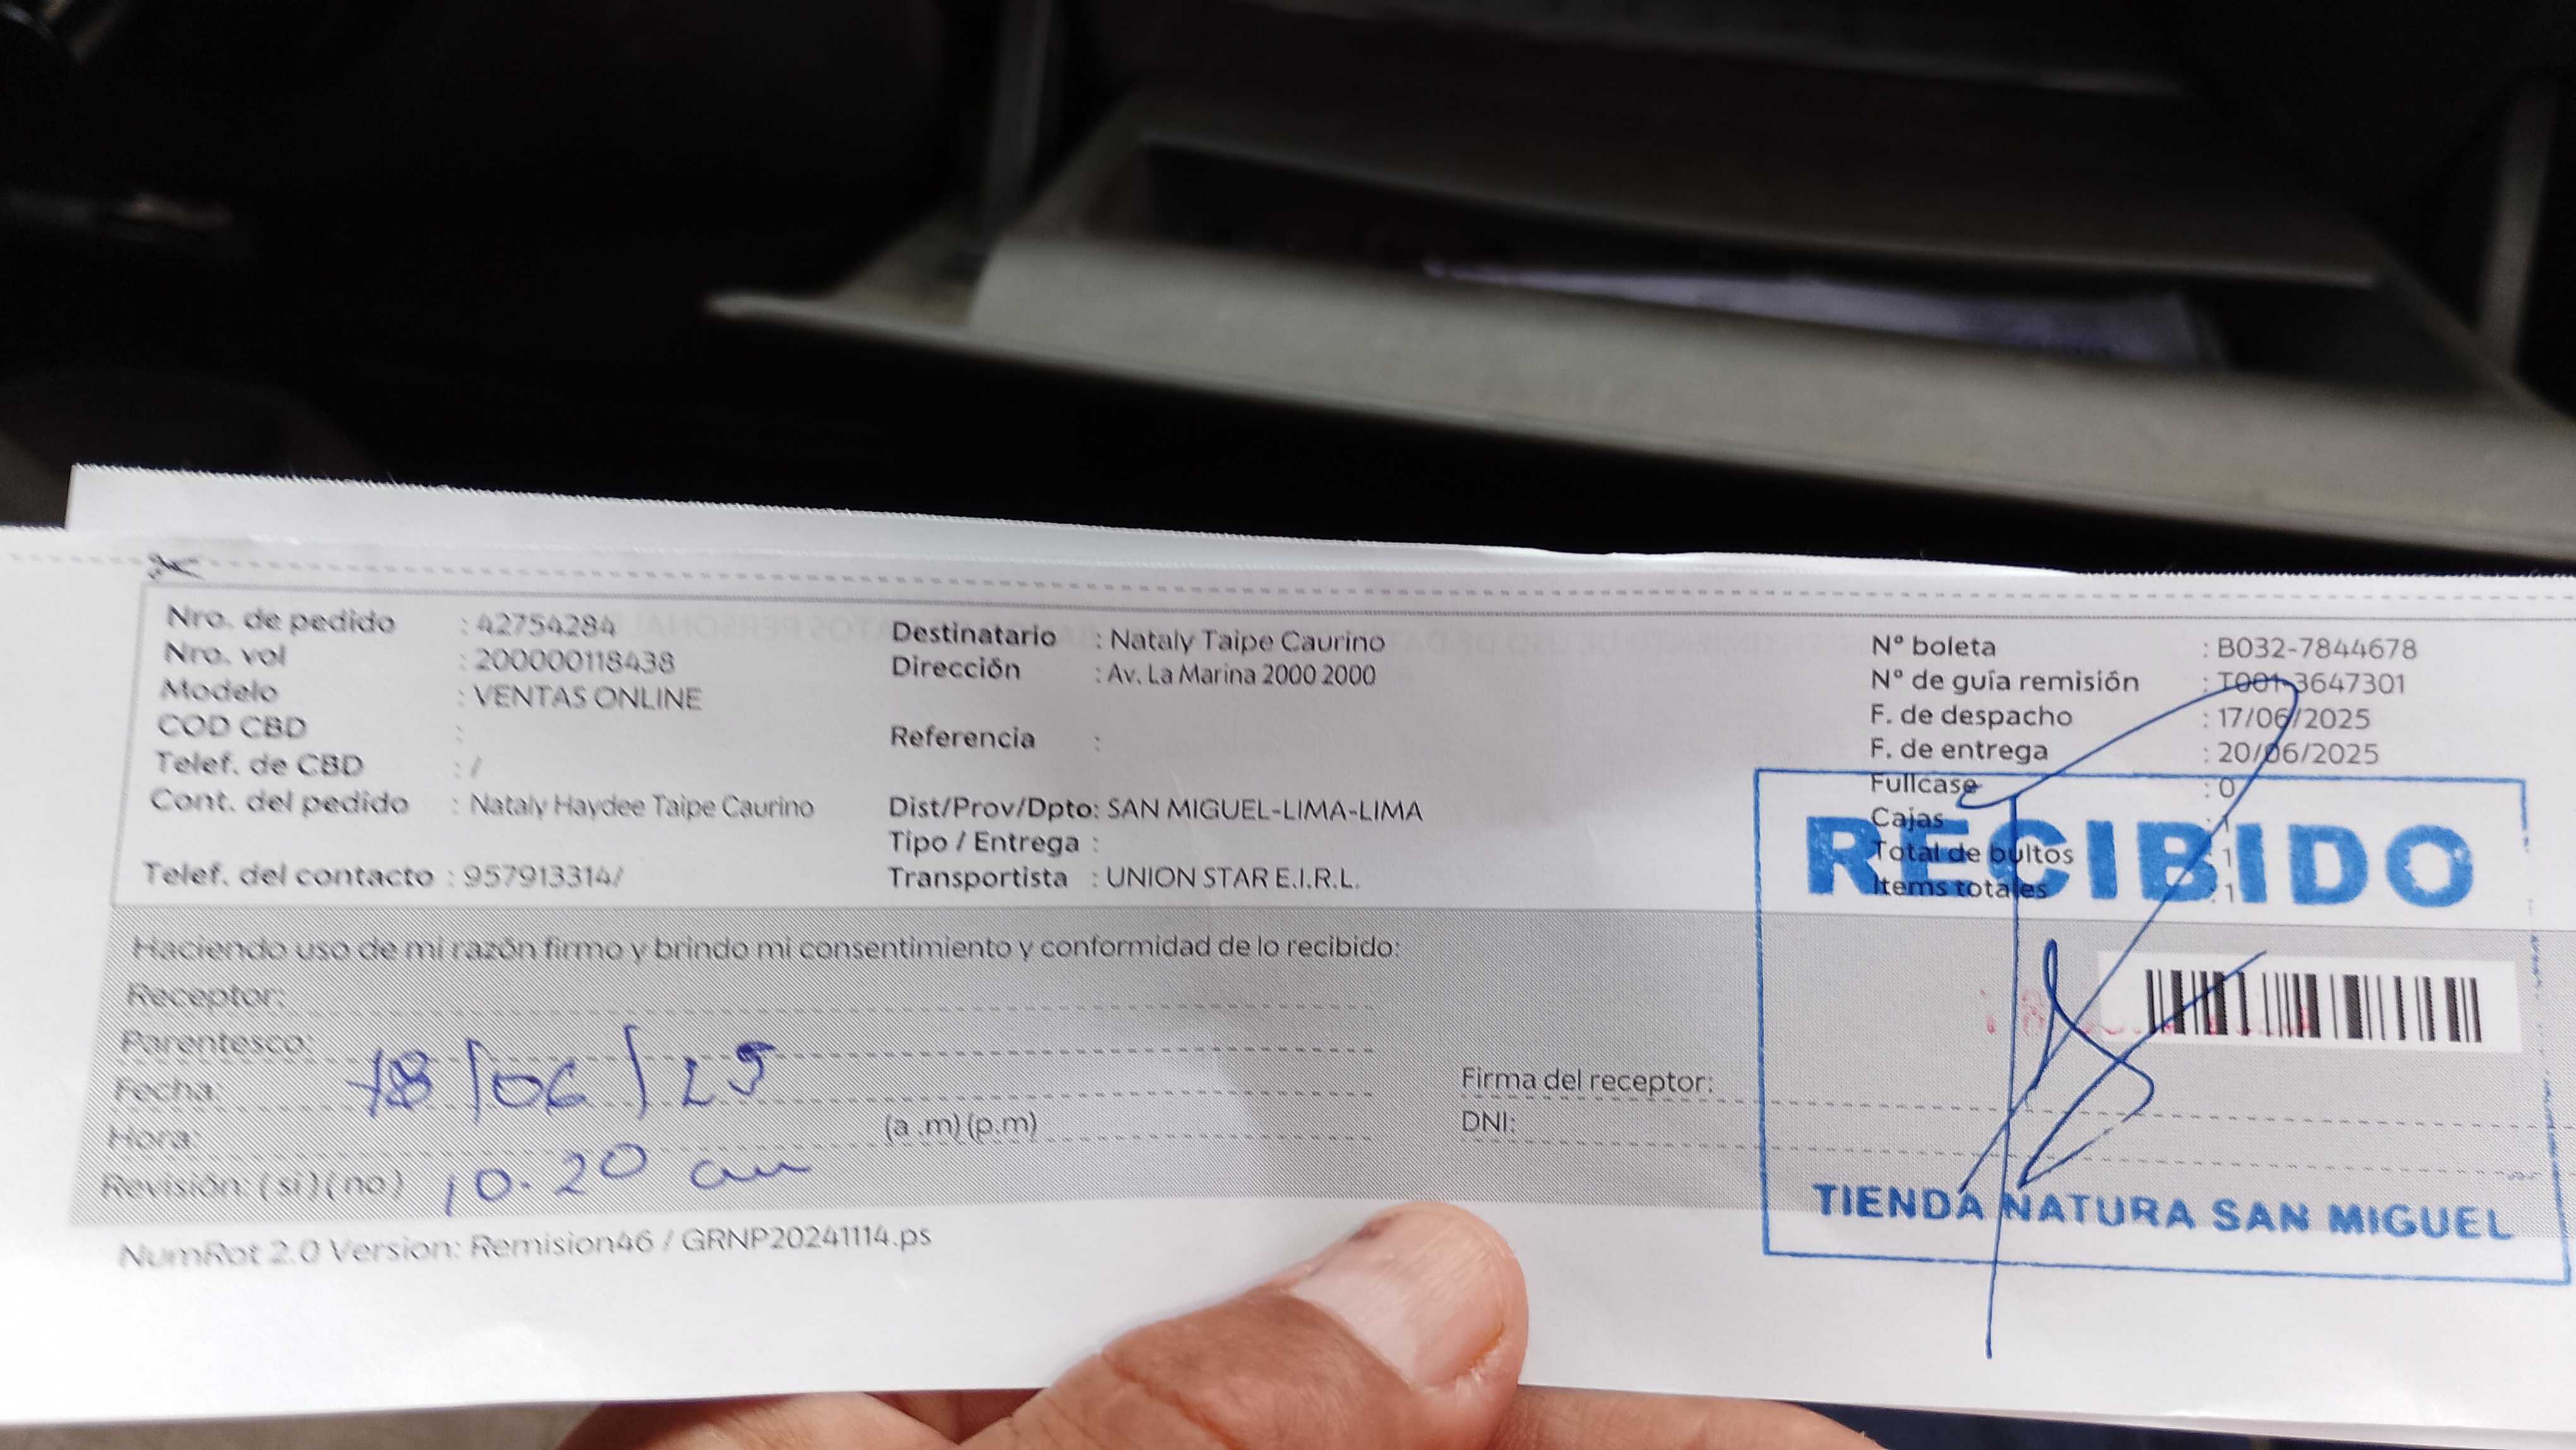 Nro. de pedido : 42754284
Nro. vol : 200000118438
Modelo : VENTAS ONLINE
COD CBD :
Telef. de CBD : /
Cont. del pedido : Nataly Haydee Taipe Caurino
Telef. del contacto : 957913314/
Destinatario : Nataly Taipe Caurino
Dirección : Av. La Marina 2000 2000
Referencia :
Dist/Prov/Dpto: SAN MIGUEL-LIMA-LIMA
Tipo / Entrega :
Transportista : UNION STAR E.I.R.L.
N° boleta : B032-7844678
N° de guía remisión : T001-3647301
F. de despacho : 17/06/2025
F. de entrega : 20/06/2025
Fullcase : 0
Cajas : 1
Total de bultos : 1
Items totales : 1
RECIBIDO
Haciendo uso de mi razón firmo y brindo mi consentimiento y conformidad de lo recibido:
Receptor:
Parentesco:
Fecha: 18/06/25
Hora: (a .m) (p.m)
Revisión: (si) (no) 10.20 am
Firma del receptor:
DNI:
TIENDA NATURA SAN MIGUEL
NumRot 2.0 Version: Remision46 / GRNP20241114.ps